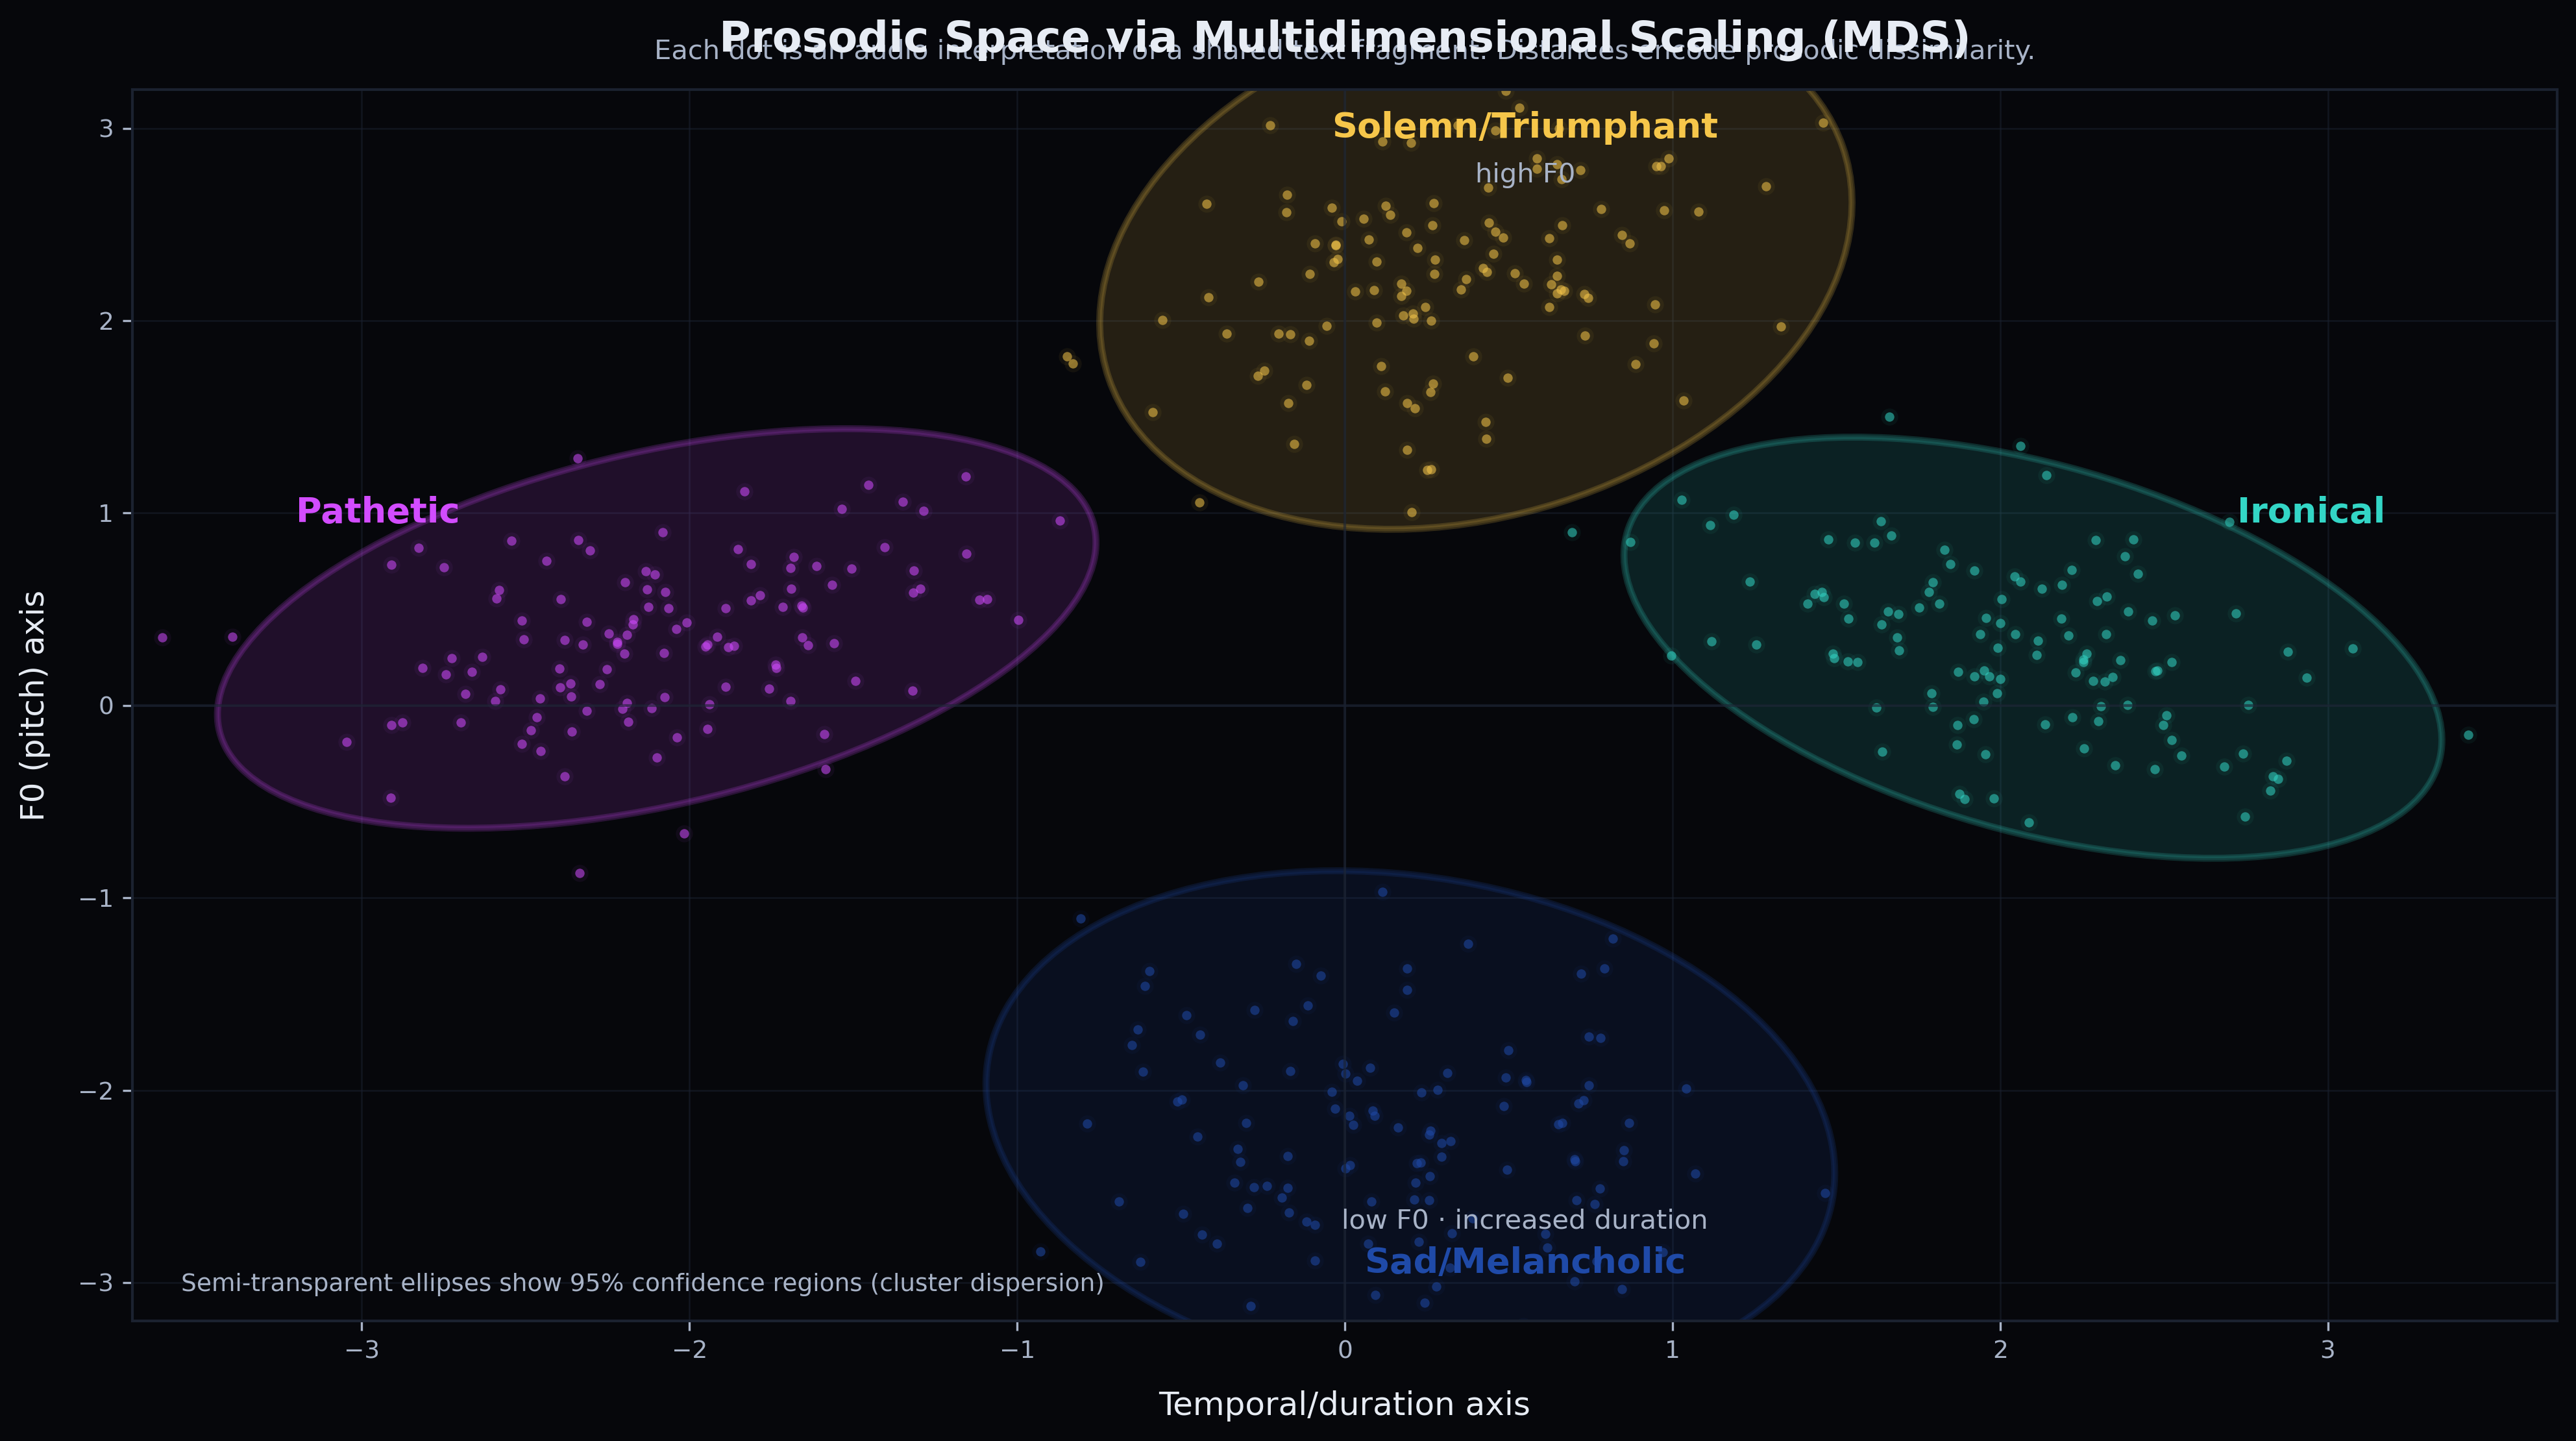 Prosodic Space via Multidimensional Scaling (MDS)
Each dot is an audio interpretation of a shared text fragment. Distances encode prosodic dissimilarity.
Solemn/Triumphant
high F0
Pathetic
Ironical
low F0 · increased duration
Sad/Melancholic
Semi-transparent ellipses show 95% confidence regions (cluster dispersion)
F0 (pitch) axis
3
2
1
0
−1
−2
−3
−3
−2
−1
0
1
2
3
Temporal/duration axis